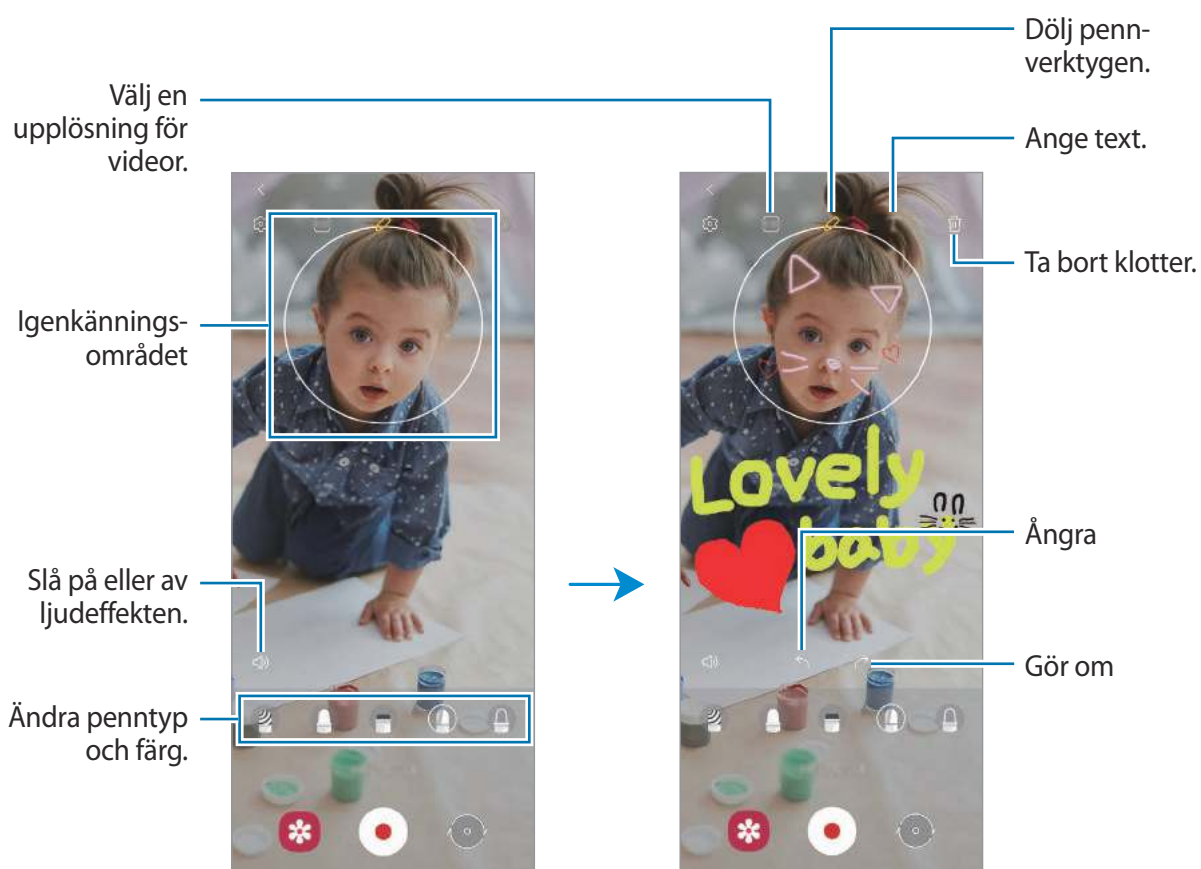 Dölj penn-
verktygen.
Välj en
upplösning för
videor.
Ange text.
Ta bort klotter.
Igenkännings-
området
Lovely
baby
Ångra
Slå på eller av
ljudeffekten.
Gör om
Ändra penntyp
och färg.